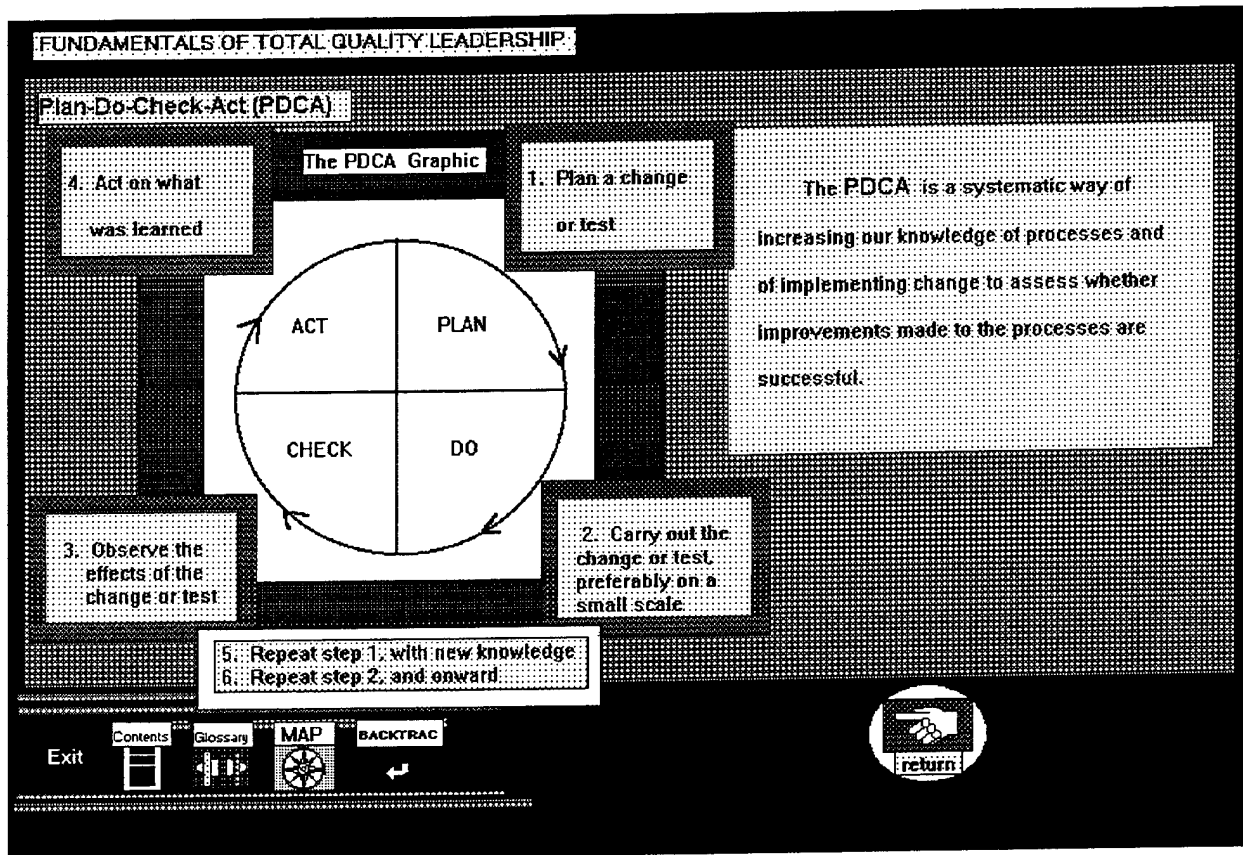 FUNDAMENTALS OF TOTAL QUALITY LEADERSHIP
Plan-Do-Check-Act (PDCA)
The PDCA Graphic
4. Act on what
was learned
1. Plan a change
or test
The PDCA is a systematic way of
increasing our knowledge of processes and
of implementing change to assess whether
improvements made to the processes are
successful.
ACT
PLAN
CHECK
DO
3. Observe the
effects of the
change or test
2. Carry out the
change or test,
preferably on a
small scale
5. Repeat step 1, with new knowledge
6. Repeat step 2, and onward
Exit
Contents
Glossary
MAP
BACKTRAC
return